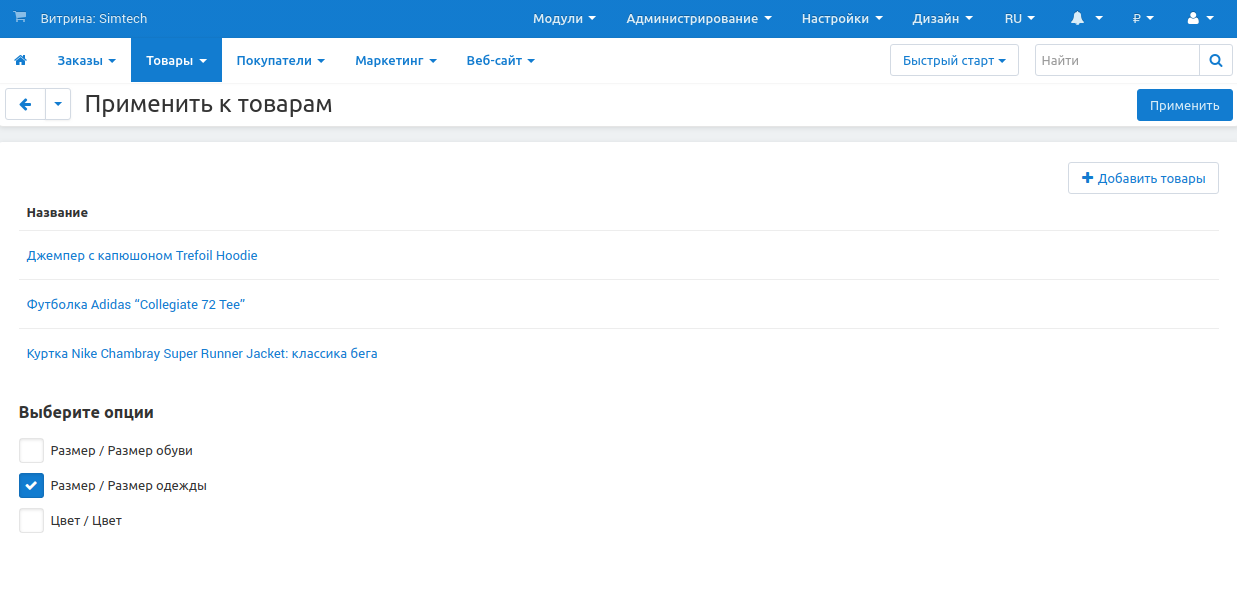 Витрина: Simtech Модули Администрирование Настройки Дизайн RU ₽
Заказы Товары Покупатели Маркетинг Веб-сайт Быстрый старт Найти
Применить к товарам Применить
Добавить товары
Название
Джемпер с капюшоном Trefoil Hoodie
Футболка Adidas “Collegiate 72 Tee”
Куртка Nike Chambray Super Runner Jacket: классика бега
Выберите опции
Размер / Размер обуви
Размер / Размер одежды
Цвет / Цвет